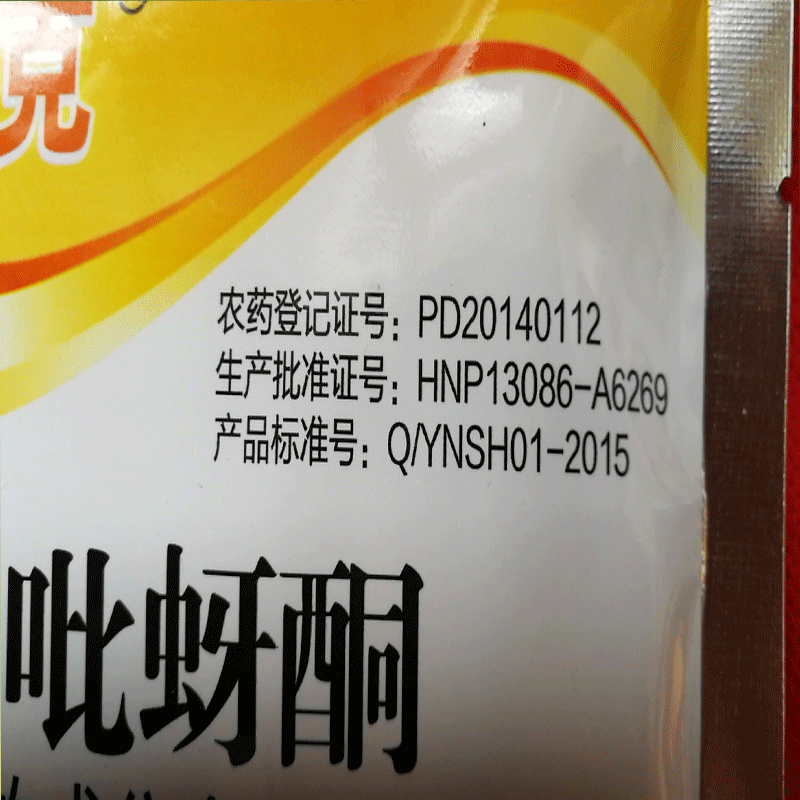 克
农药登记证号：PD20140112
生产批准证号：HNP13086-A6269
产品标准号：Q/YNSH01-2015
吡蚜酮